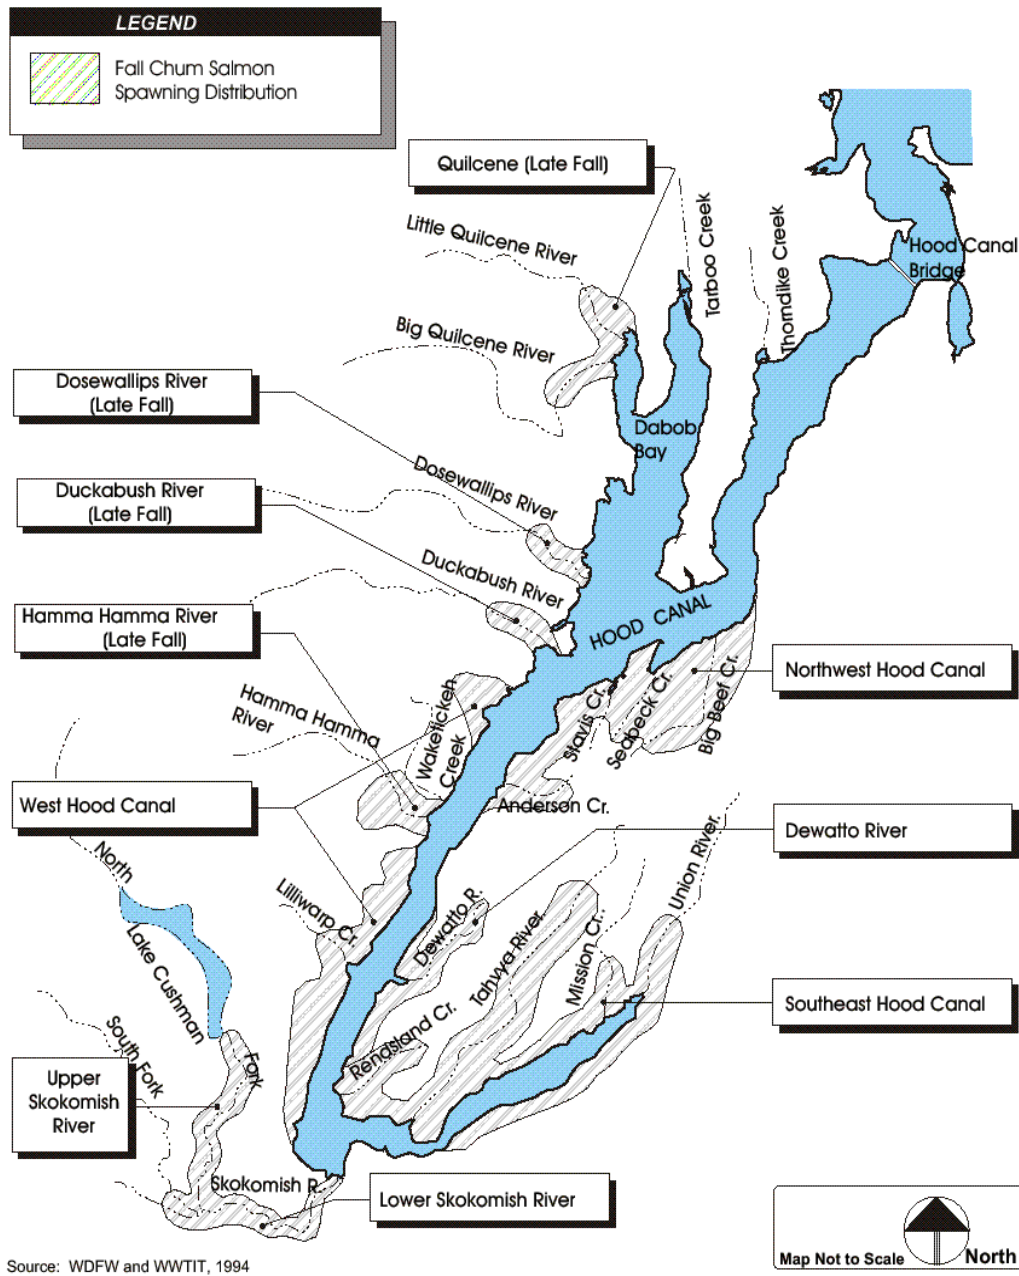 LEGEND
Fall Chum Salmon
Spawning Distribution
Quilcene (Late Fall)
Little Quilcene River
Tarboo Creek
Thorndike Creek
Hood Canal
Bridge
Big Quilcene River
Dosewallips River
(Late Fall)
Dabob
Bay
Dosewallips River
Duckabush River
(Late Fall)
Duckabush River
HOOD CANAL
Hamma Hamma River
(Late Fall)
Northwest Hood Canal
Hamma Hamma
River
Waketickeh
Creek
Stavis Cr.
Seabeck Cr.
Big Beef Cr.
West Hood Canal
Anderson Cr.
Dewatto River
North
Lilliwarp Cr.
Dewatto R.
Union River.
Lake Cushman
Tahvya River.
Mission Cr.
Southeast Hood Canal
South Fork
Fork
Rendsland Cr.
Upper
Skokomish
River
Skokomish R.
Lower Skokomish River
Map Not to Scale
North
Source: WDFW and WWTIT, 1994